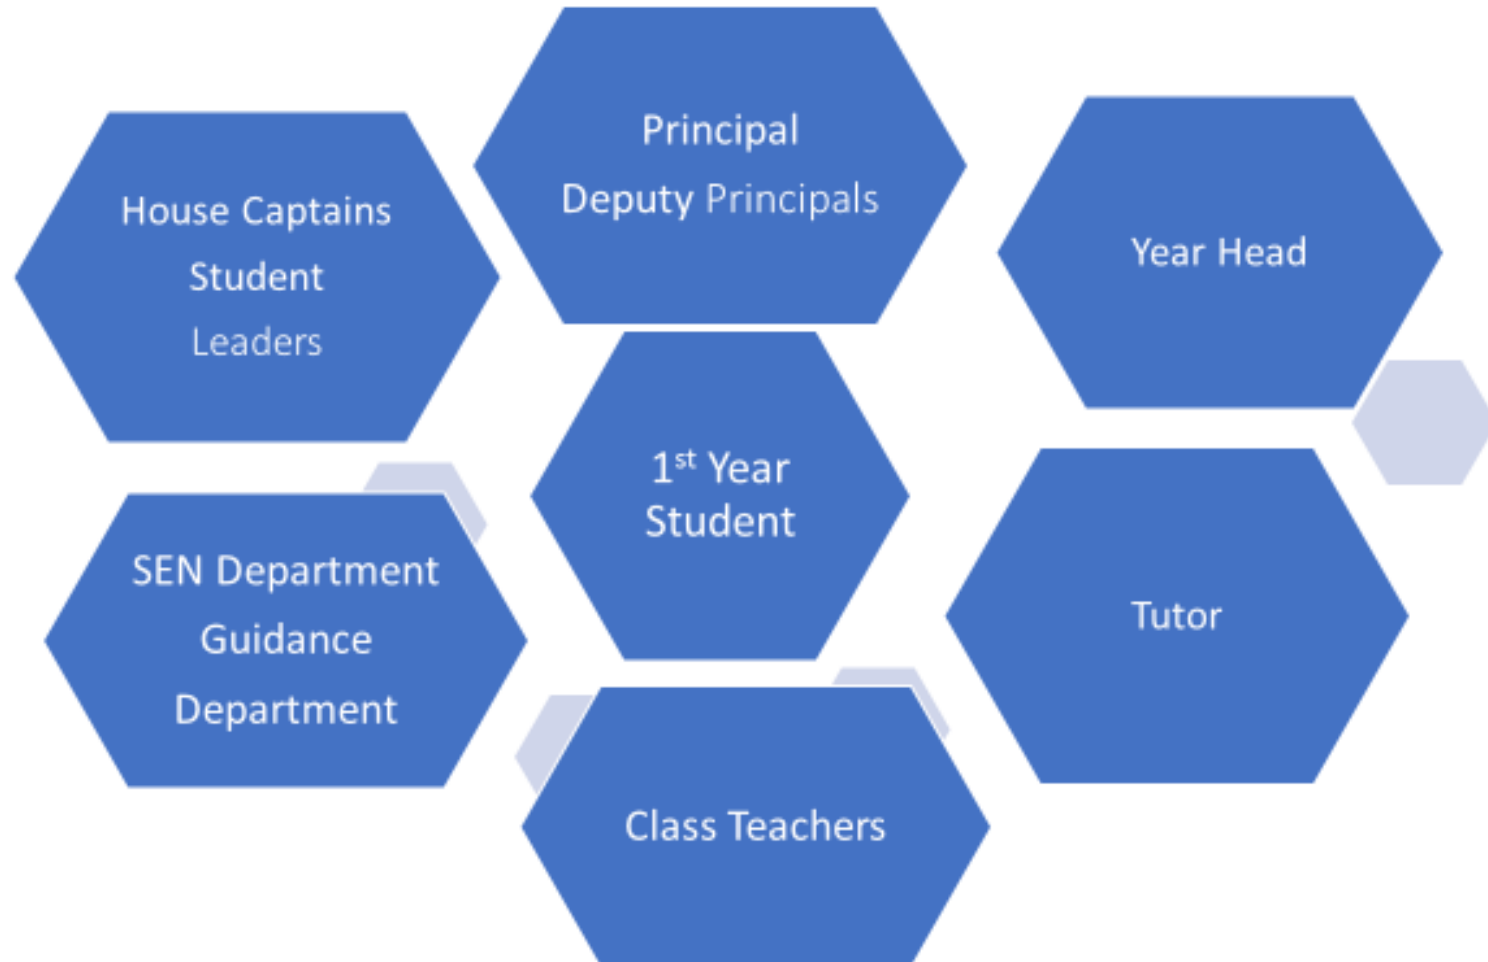 Principal
Deputy Principals
House Captains
Student
Leaders
Year Head
1st Year
Student
SEN Department
Guidance
Department
Tutor
Class Teachers